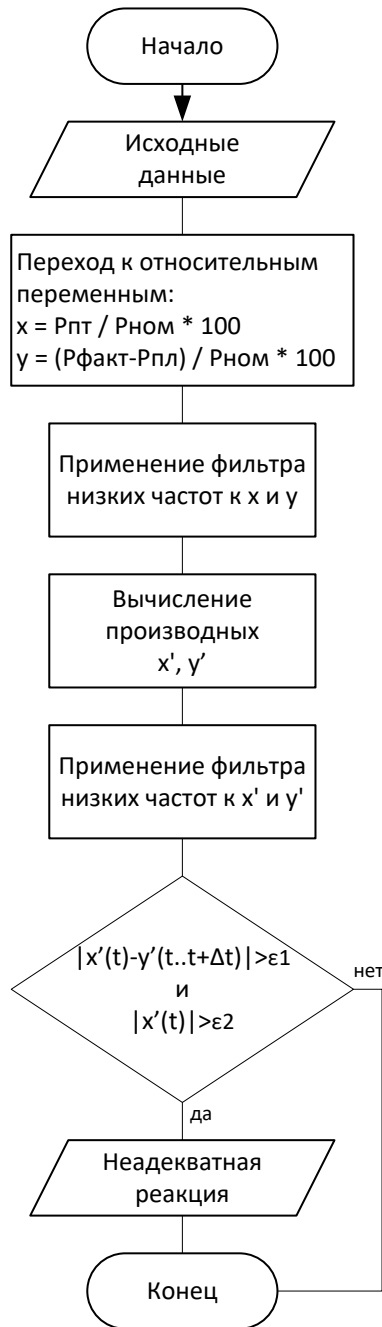 Начало
Исходные
данные
Переход к относительным
переменным:
x = Рпт / Рном * 100
y = (Рфакт-Рпл) / Рном * 100
Применение фильтра
низких частот к x и y
Вычисление
производных
x', y’
Применение фильтра
низких частот к x' и y'
|x’(t)-y’(t..t+Δt)|>ε1
и
|x’(t)|>ε2
нет
да
Неадекватная
реакция
Конец